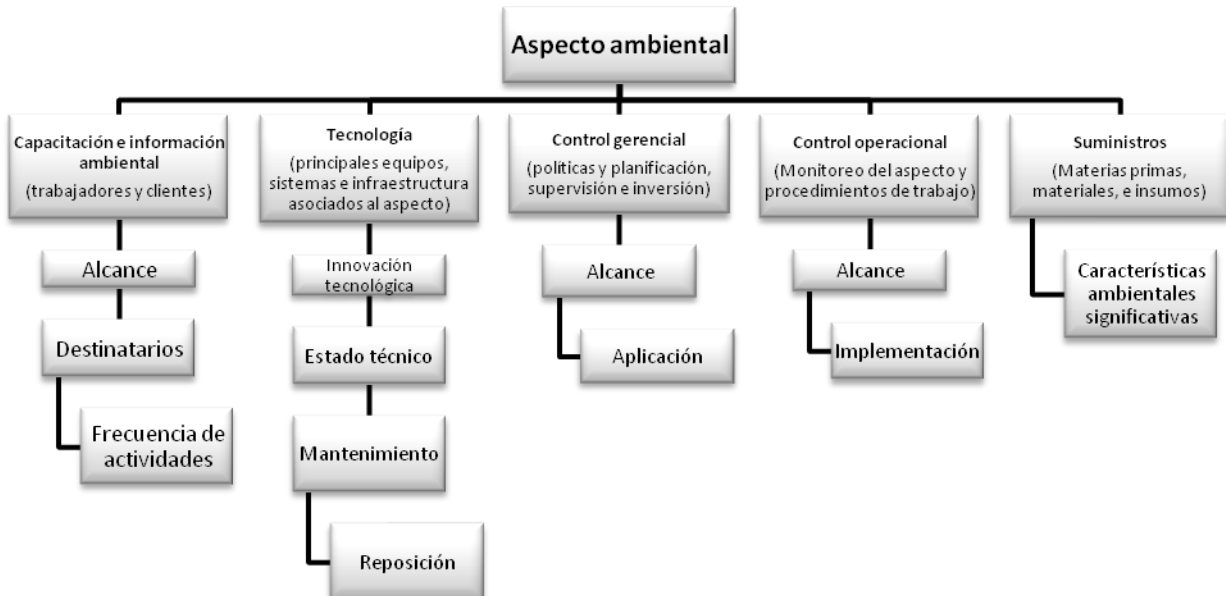 Aspecto ambiental
Capacitación e información
ambiental
(trabajadores y clientes)
Alcance
Destinatarios
Frecuencia de
actividades
Tecnología
(principales equipos,
sistemas e infraestructura
asociados al aspecto)
Innovación
tecnológica
Estado técnico
Mantenimiento
Reposición
Control gerencial
(políticas y planificación,
supervisión e inversión)
Alcance
Aplicación
Control operacional
(Monitoreo del aspecto y
procedimientos de trabajo)
Alcance
Implementación
Suministros
(Materias primas,
materiales, e insumos)
Características
ambientales
significativas